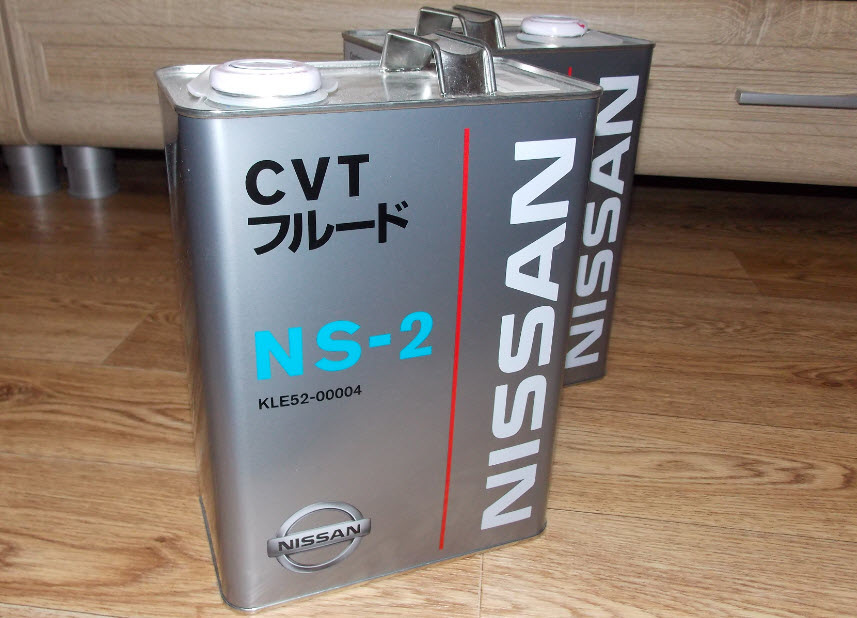 CVT
フルード
NS-2
KLE52-00004
NISSAN
NISSAN
NISSAN